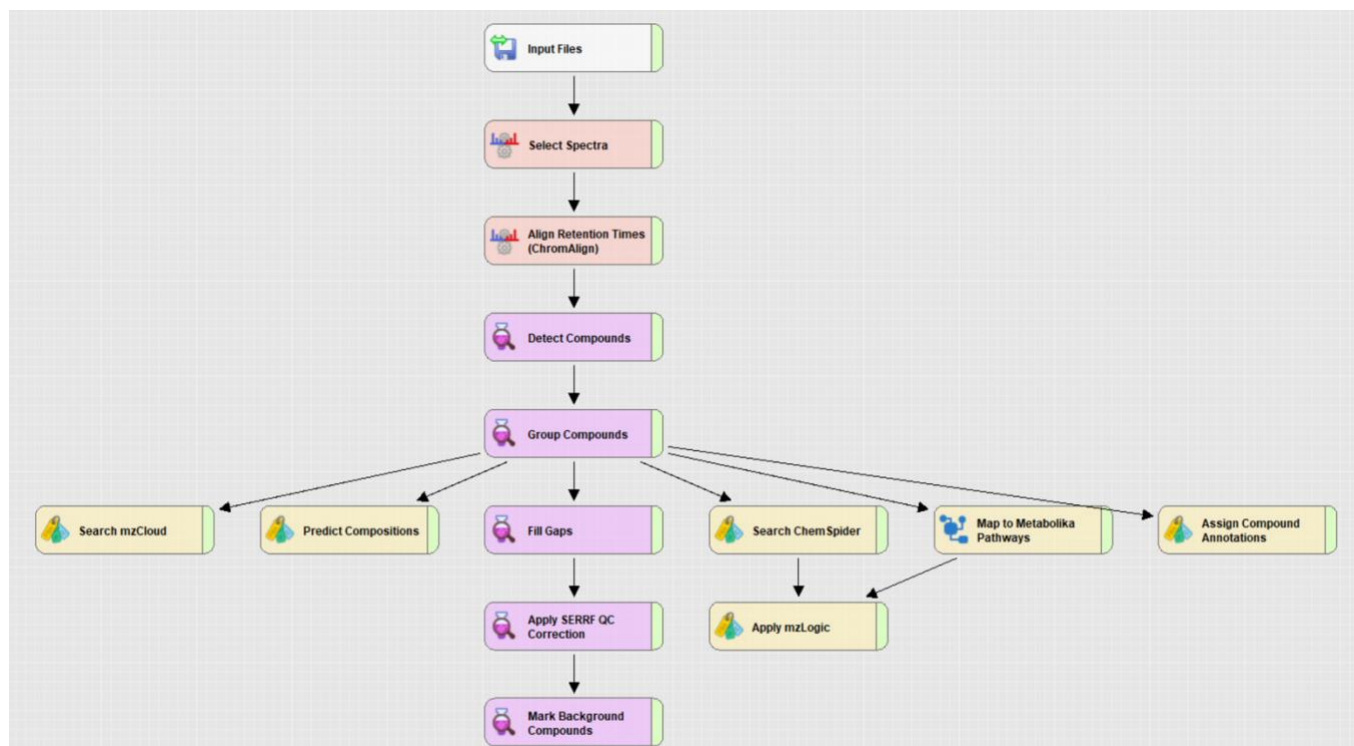 Input Files
Select Spectra
Align Retention Times
(ChromAlign)
Detect Compounds
Group Compounds
Search mzCloud
Predict Compositions
Fill Gaps
Search ChemSpider
Map to Metabolika
Pathways
Assign Compound
Annotations
Apply SERRF QC
Correction
Apply mzLogic
Mark Background
Compounds